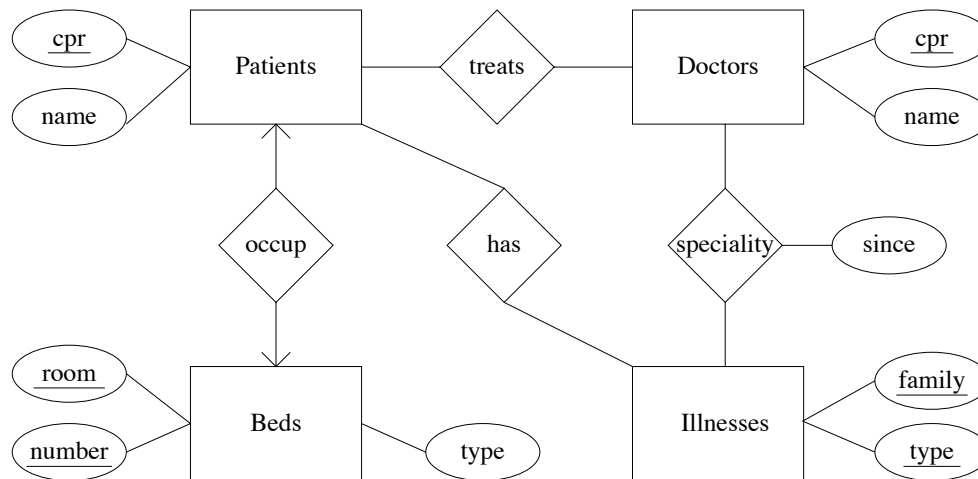 cpr
Patients
treats
Doctors
cpr
name
name
occup
has
speciality
since
room
family
number
Beds
type
Illnesses
type